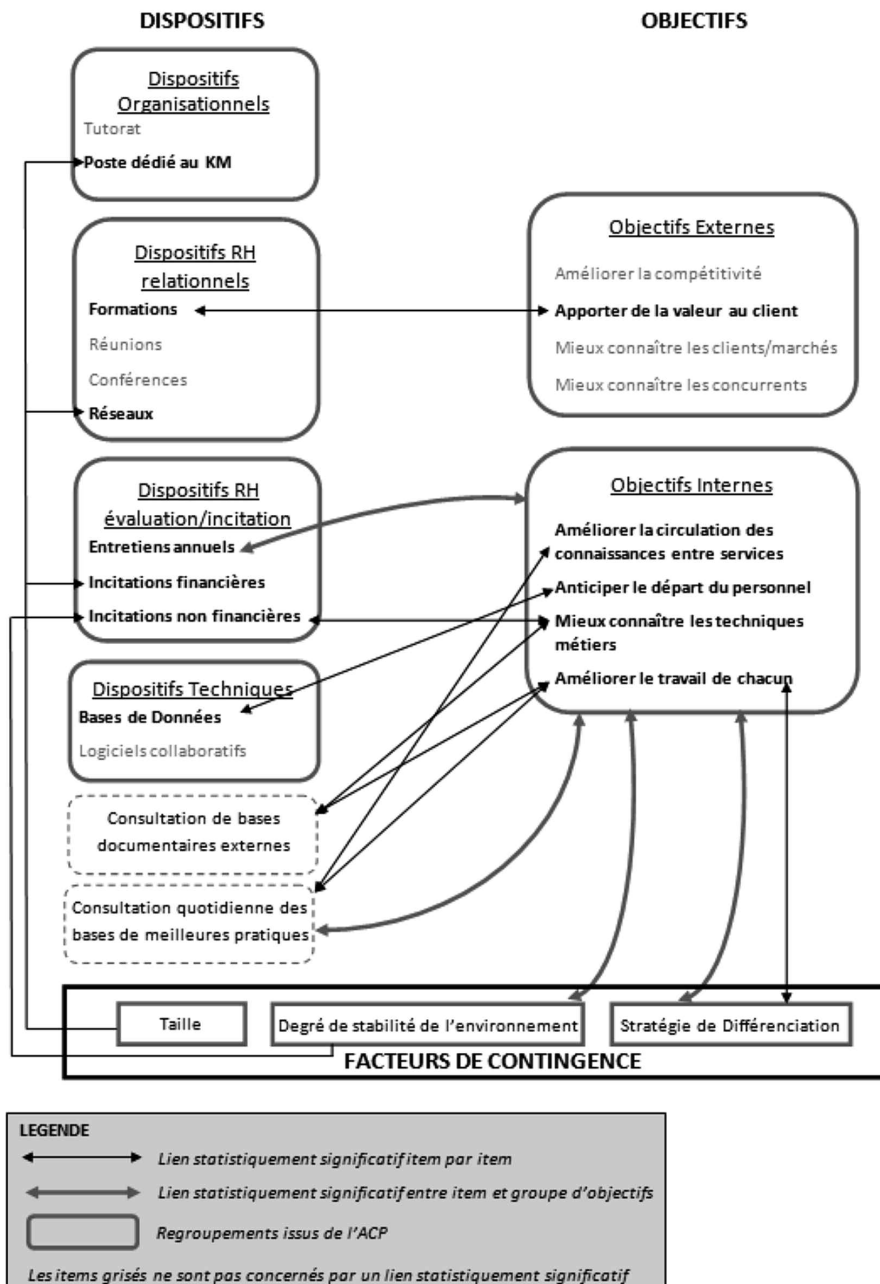 DISPOSITIFS
OBJECTIFS
Dispositifs
Organisationnels
Tutorat
Poste dédié au KM
Dispositifs RH
relationnels
Formations
Réunions
Conférences
Réseaux
Objectifs Externes
Améliorer la compétitivité
Apporter de la valeur au client
Mieux connaître les clients/marchés
Mieux connaître les concurrents
Dispositifs RH
évaluation/incitation
Entretiens annuels
Incitations financières
Incitations non financières
Objectifs Internes
Améliorer la circulation des
connaissances entre services
Anticiper le départ du personnel
Mieux connaître les techniques
métiers
Améliorer le travail de chacun
Dispositifs Techniques
Bases de Données
Logiciels collaboratifs
Consultation de bases
documentaires externes
Consultation quotidienne des
bases de meilleures pratiques
Taille
Degré de stabilité de l'environnement
Stratégie de Différenciation
FACTEURS DE CONTINGENCE
LEGENDE
Lien statistiquement significatif item par item
Lien statistiquement significatif entre item et groupe d'objectifs
Regroupements issus de l'ACP
Les items grisés ne sont pas concernés par un lien statistiquement significatif